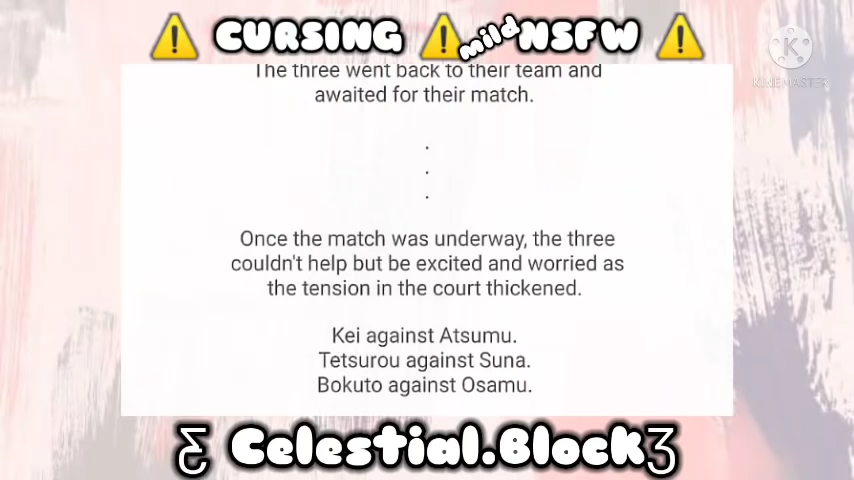 ⚠️ CURSING ⚠️ mild NSFW ⚠️
K
KINEMASTER
The three went back to their team and
awaited for their match.
.
.
.
Once the match was underway, the three
couldn't help but be excited and worried as
the tension in the court thickened.
Kei against Atsumu.
Tetsurou against Suna.
Bokuto against Osamu.
Ƹ Celestial.Block Ʒ